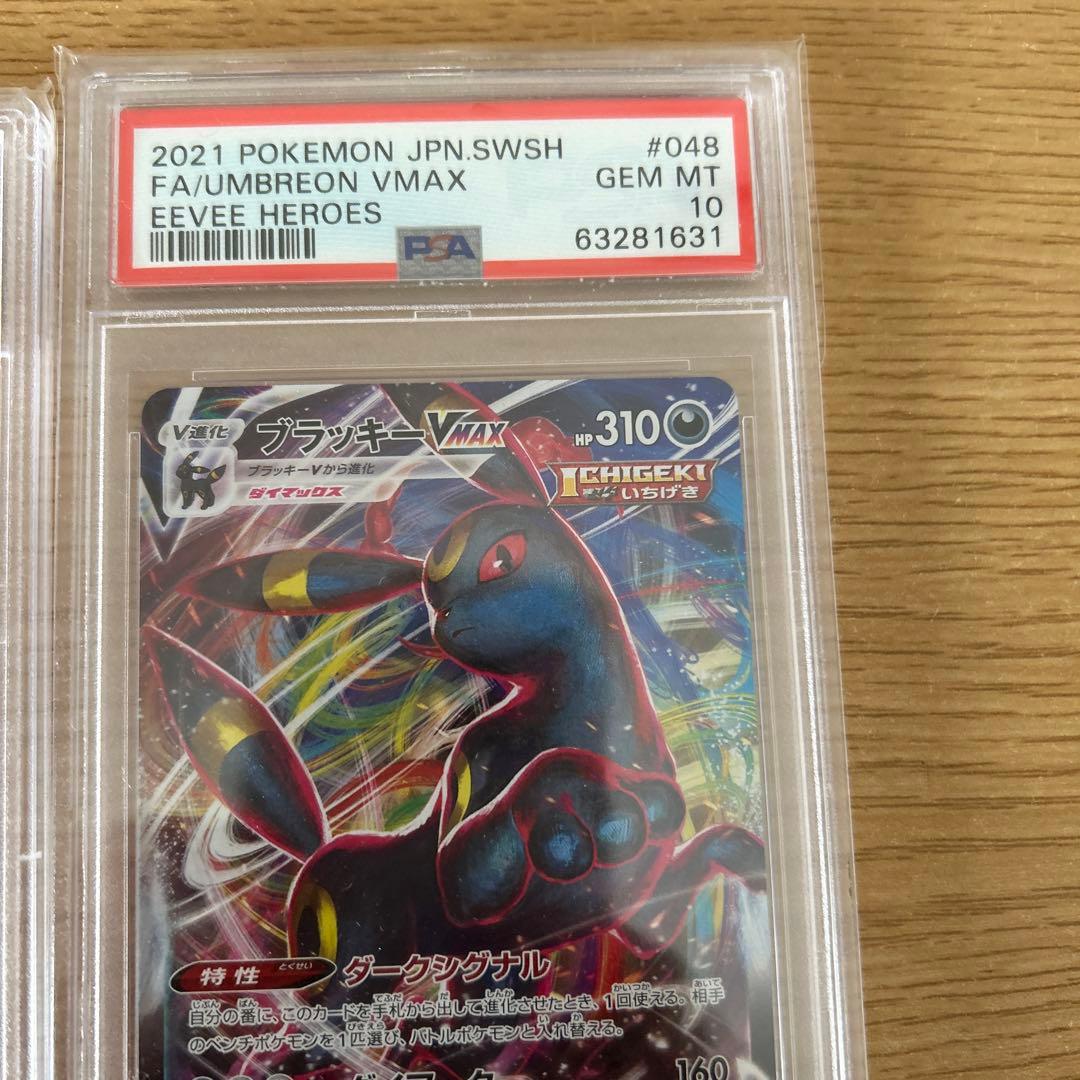 2021 POKEMON JPN.SWSH #048
FA/UMBREON VMAX GEM MT
EEVEE HEROES 10
63281631
PSA
V進化
ブラッキーVMAX HP310
ブラッキーVから進化
ダイマックス
ICHIGEKI
いちげき
特性 とくせい ダークシグナル
自分の番に、このカードを手札から出して進化させたとき、1回使える。相手
のベンチポケモンを1匹選び、バトルポケモンと入れ替える。
160